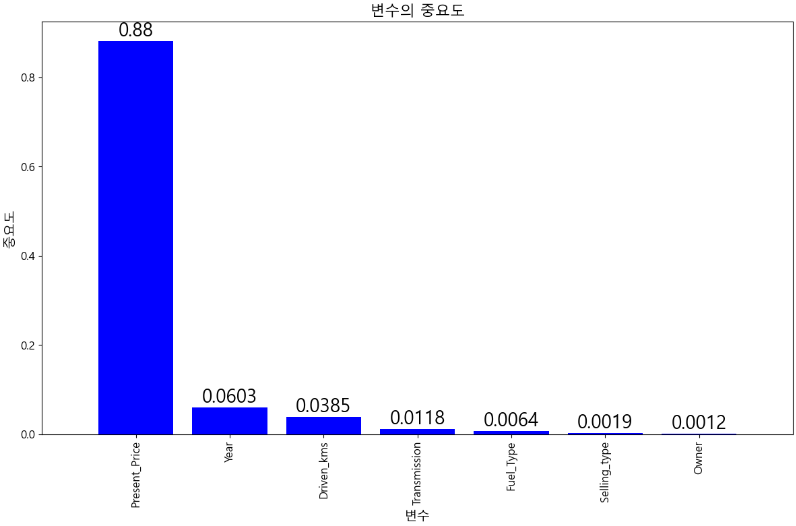 변수의 중요도
0.88
0.0603
0.0385
0.0118
0.0064
0.0019
0.0012
0.8
0.6
0.4
0.2
0.0
중요도
Present_Price
Year
Driven_kms
Transmission
Fuel_Type
Selling_type
Owner
변수